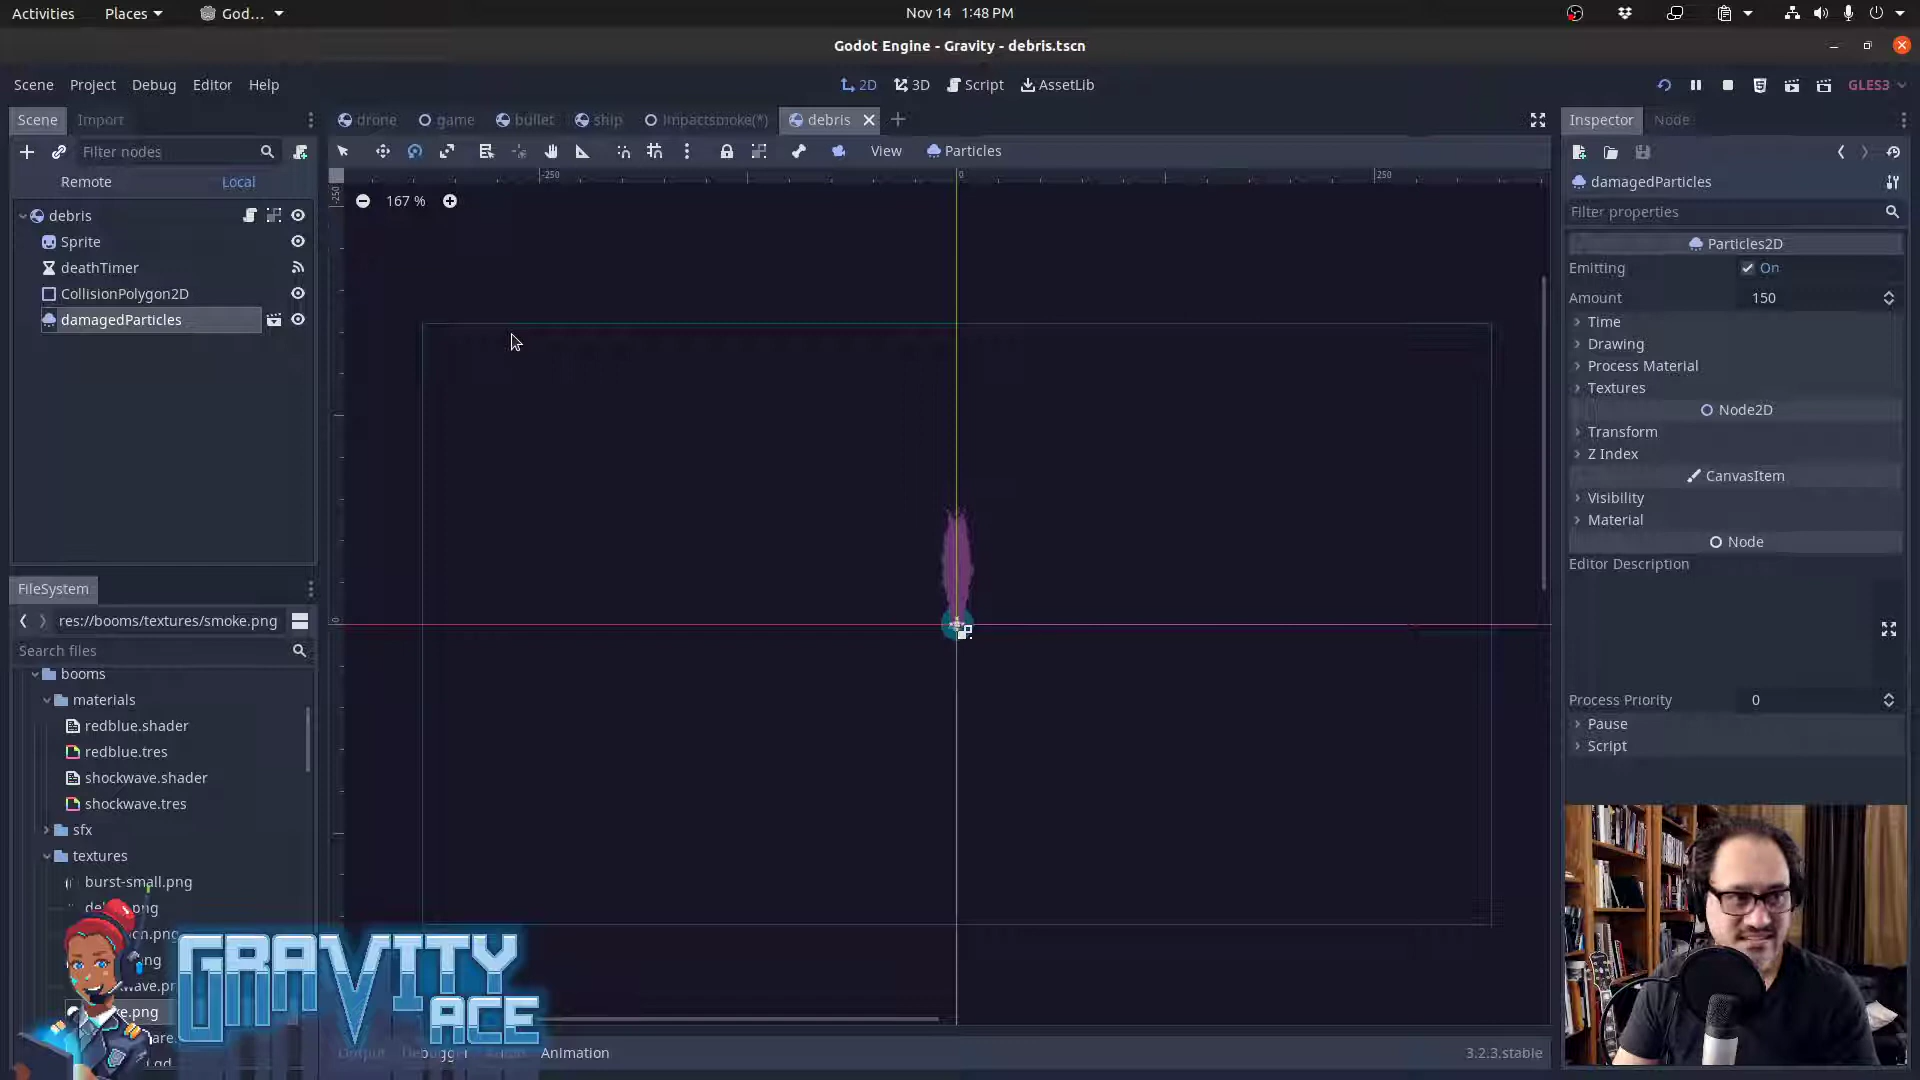 Activities
Places
God...
Nov 14 1:48 PM
Godot Engine - Gravity - debris.tscn
Scene
Project
Debug
Editor
Help
2D
3D
Script
AssetLib
GLES3
Scene
Import
drone
game
bullet
ship
Impactsmoke(*)
debris
Inspector
Node
Filter nodes
View
Particles
Remote
Local
damagedParticles
Filter properties
-250
0
250
-250
167 %
debris
Sprite
deathTimer
CollisionPolygon2D
damagedParticles
0
Particles2D
Emitting
On
Amount
150
Time
Drawing
Process Material
Textures
Node2D
Transform
Z Index
CanvasItem
Visibility
Material
Node
Editor Description
Process Priority
0
Pause
Script
FileSystem
res://booms/textures/smoke.png
Search files
booms
materials
redblue.shader
redblue.tres
shockwave.shader
shockwave.tres
sfx
textures
burst-small.png
GRAVITY
ACE
Animation
3.2.3.stable